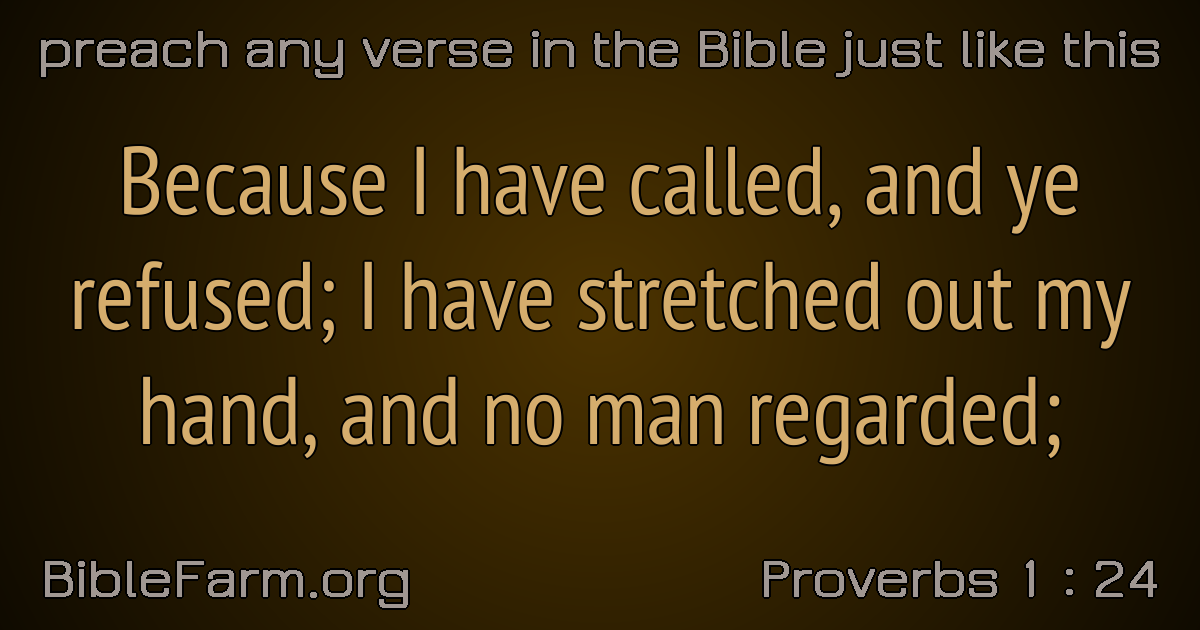 preach any verse in the Bible just like this
Because I have called, and ye
refused; I have stretched out my
hand, and no man regarded;
BibleFarm.org
Proverbs 1 : 24